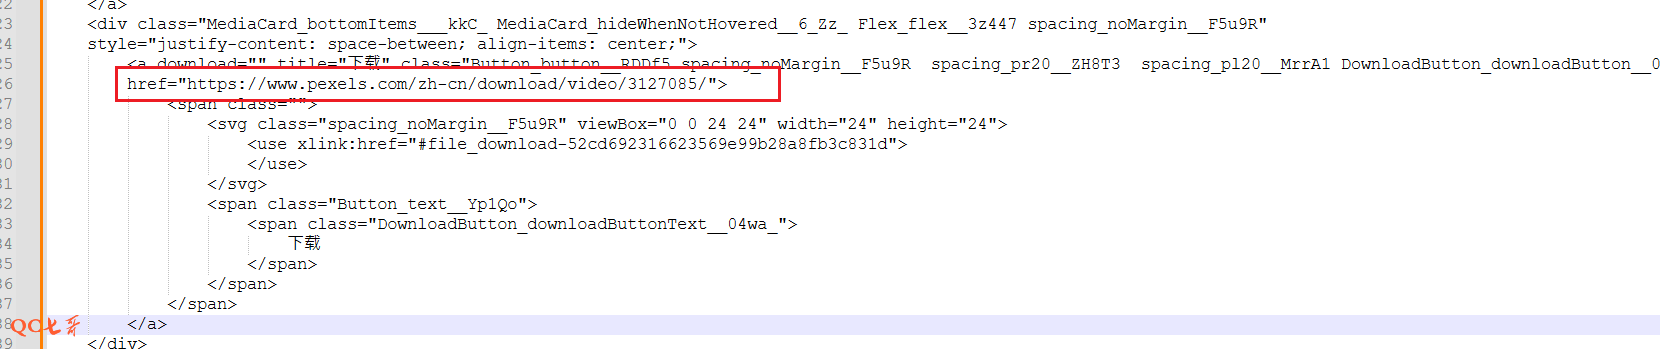 22 </a>
23 <div class="MediaCard_bottomItems___kkC_ MediaCard_hideWhenNotHovered__6_Zz_ Flex_flex__3z447 spacing_noMargin__F5u9R"
24 style="justify-content: space-between; align-items: center;">
25 <a download="" title="下载" class="Button_button__RDDf5 spacing_noMargin__F5u9R spacing_pr20__ZH8T3 spacing_pl20__MrrA1 DownloadButton_downloadButton__0
26 href="https://www.pexels.com/zh-cn/download/video/3127085/">
27 <span class="">
28 <svg class="spacing_noMargin__F5u9R" viewBox="0 0 24 24" width="24" height="24">
29 <use xlink:href="#file_download-52cd692316623569e99b28a8fb3c831d">
30 </use>
31 </svg>
32 <span class="Button_text__Yp1Qo">
33 <span class="DownloadButton_downloadButtonText__04wa_">
34 下载
35 </span>
36 </span>
37 </span>
38 </a>
QC七哥
39 </div>